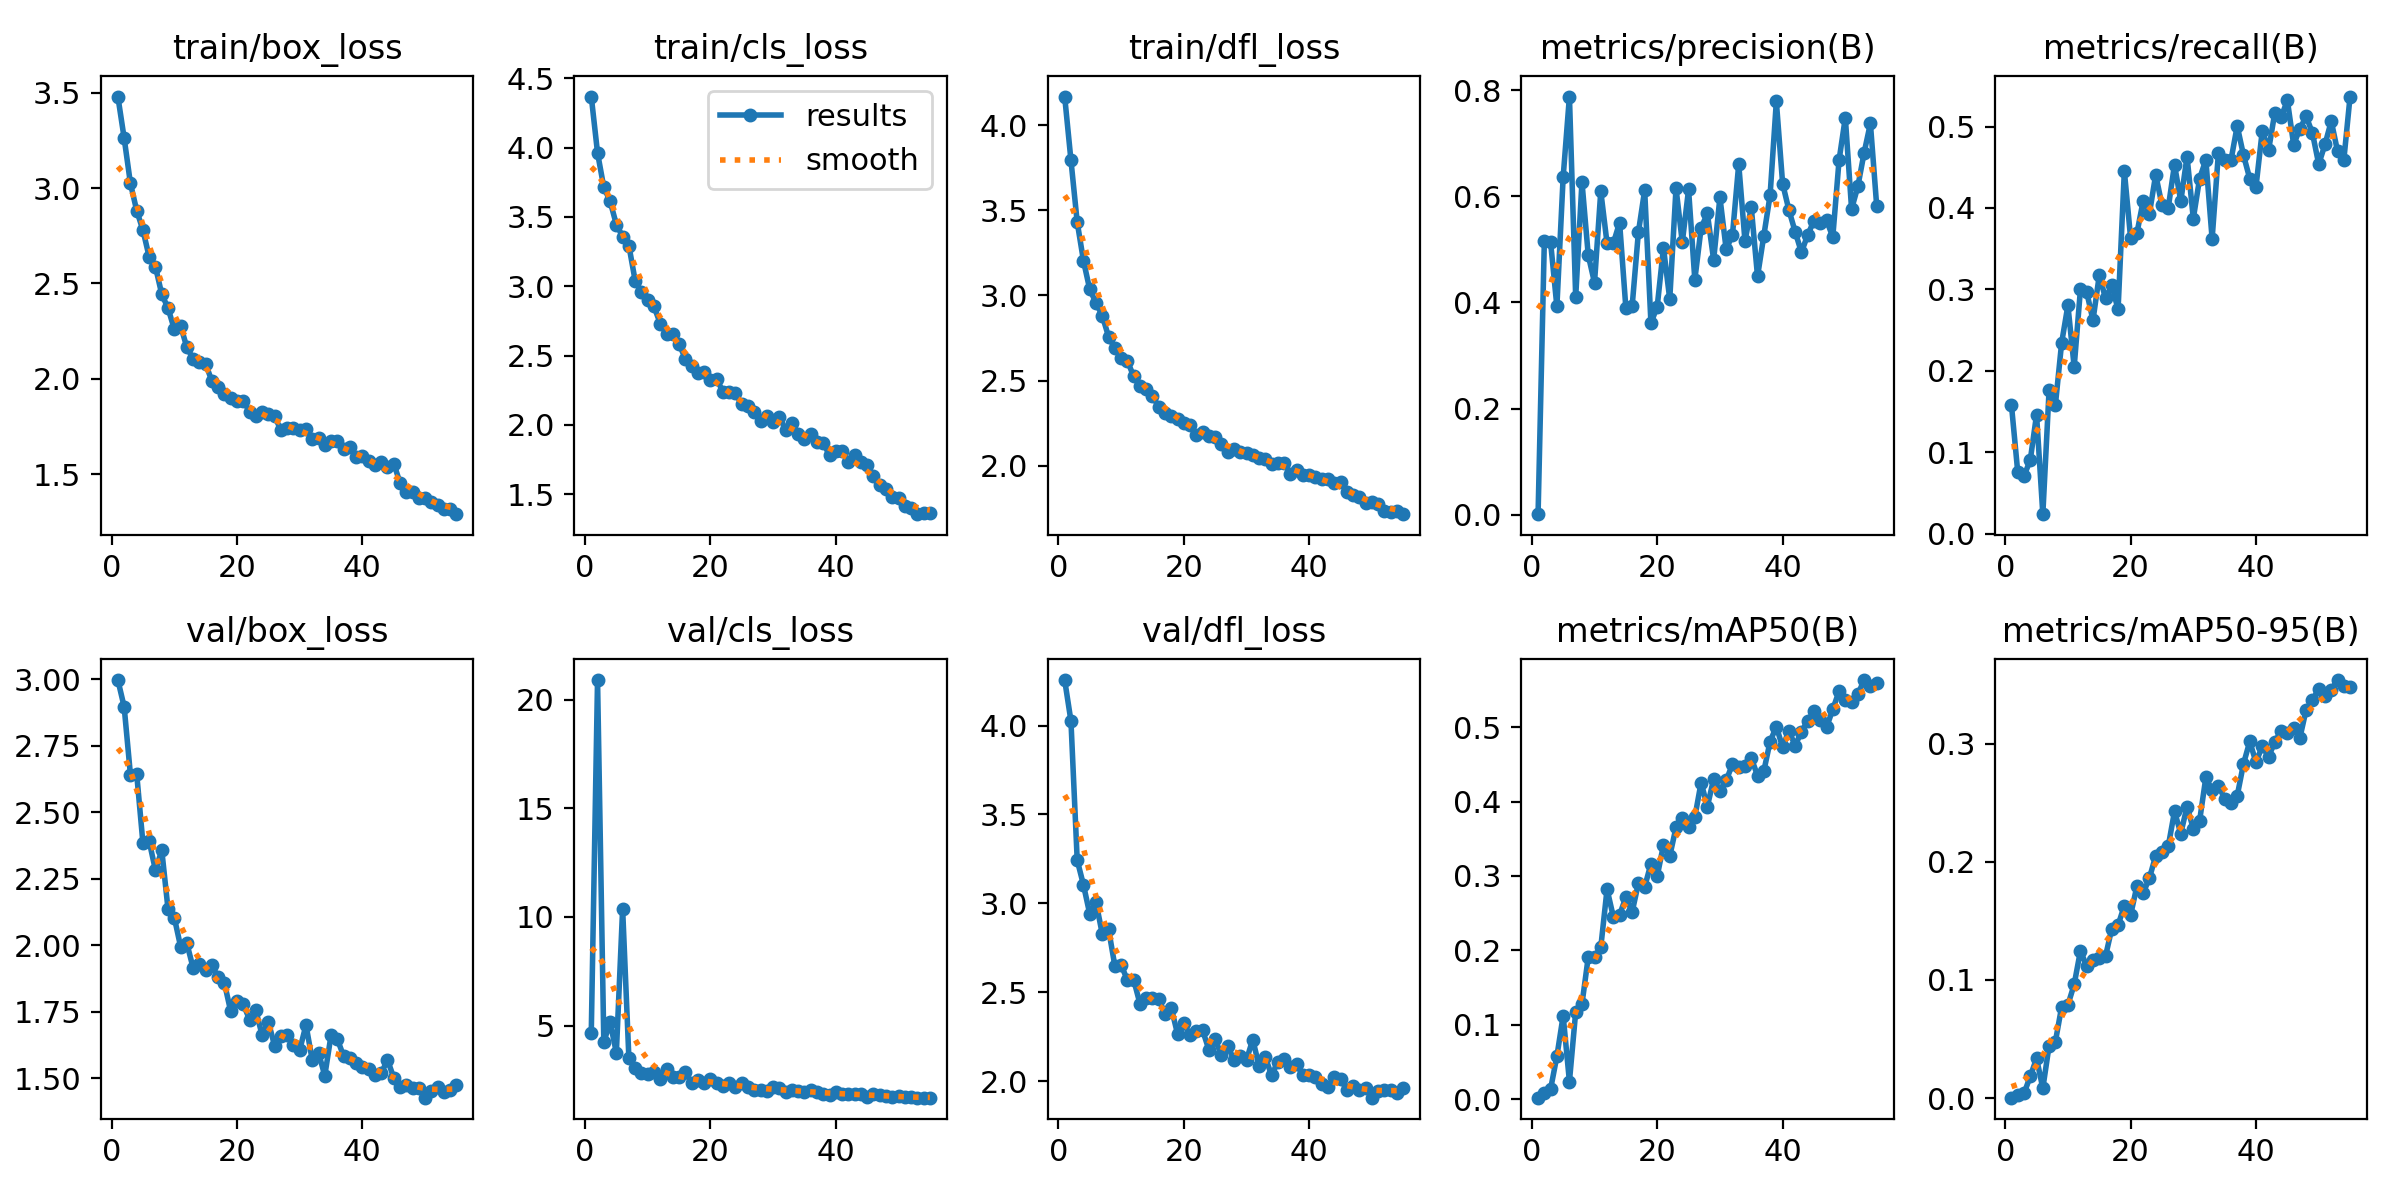 train/box_loss
3.5
3.0
2.5
2.0
1.5
0 20 40
train/cls_loss
4.5
4.0
3.5
3.0
2.5
2.0
1.5
0 20 40
results
smooth
train/dfl_loss
4.0
3.5
3.0
2.5
2.0
0 20 40
metrics/precision(B)
0.8
0.6
0.4
0.2
0.0
0 20 40
metrics/recall(B)
0.5
0.4
0.3
0.2
0.1
0.0
0 20 40
val/box_loss
3.00
2.75
2.50
2.25
2.00
1.75
1.50
0 20 40
val/cls_loss
20
15
10
5
0 20 40
val/dfl_loss
4.0
3.5
3.0
2.5
2.0
0 20 40
metrics/mAP50(B)
0.5
0.4
0.3
0.2
0.1
0.0
0 20 40
metrics/mAP50-95(B)
0.3
0.2
0.1
0.0
0 20 40